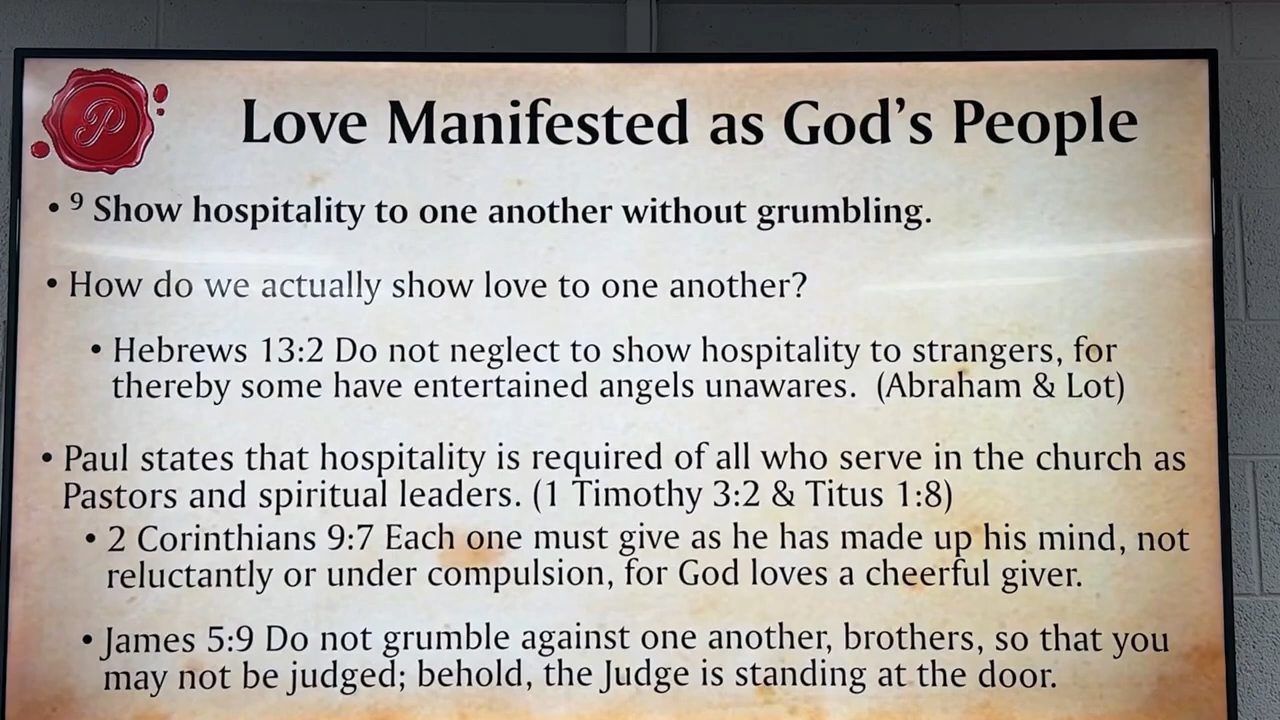 P
Love Manifested as God's People
• ⁹ Show hospitality to one another without grumbling.
• How do we actually show love to one another?
• Hebrews 13:2 Do not neglect to show hospitality to strangers, for
thereby some have entertained angels unawares. (Abraham & Lot)
• Paul states that hospitality is required of all who serve in the church as
Pastors and spiritual leaders. (1 Timothy 3:2 & Titus 1:8)
• 2 Corinthians 9:7 Each one must give as he has made up his mind, not
reluctantly or under compulsion, for God loves a cheerful giver.
• James 5:9 Do not grumble against one another, brothers, so that you
may not be judged; behold, the Judge is standing at the door.